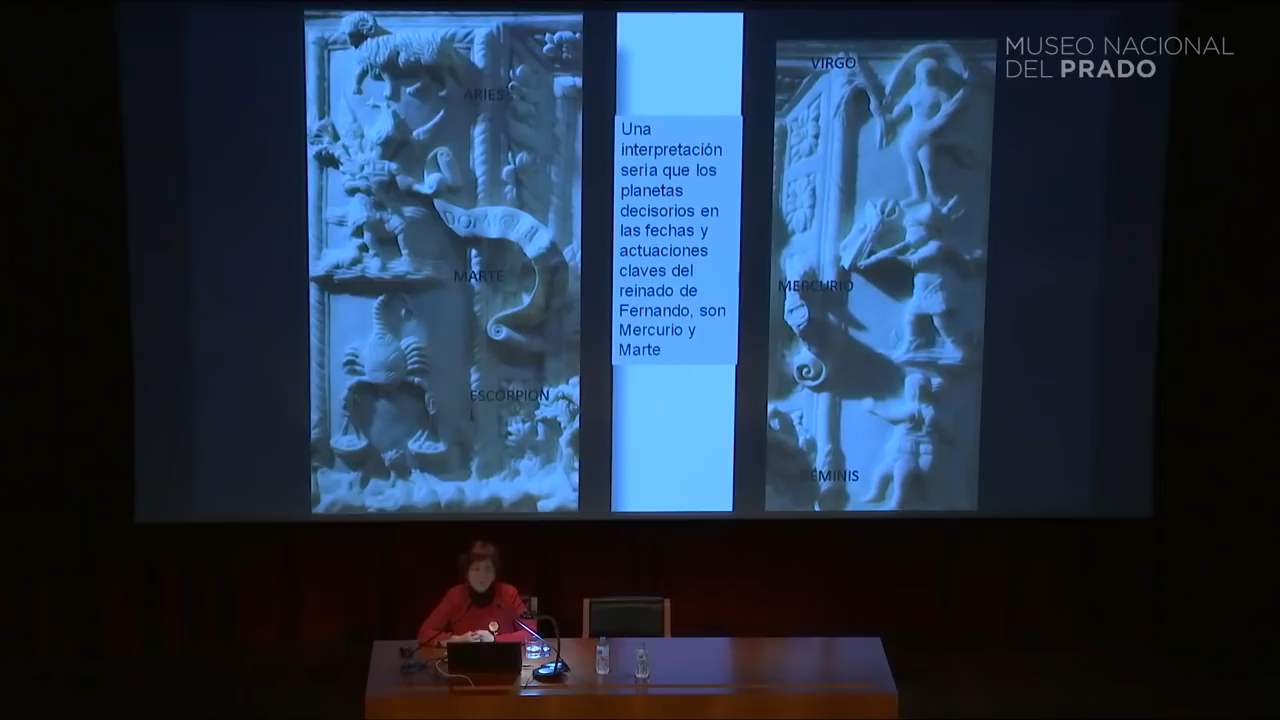 MUSEO NACIONAL
DEL PRADO
ARIES
MARTE
ESCORPION
Una
interpretación
seria que los
planetas
decisorios en
las fechas y
actuaciones
claves del
reinado de
Fernando, son
Mercurio y
Marte
VIRGO
MERCURIO